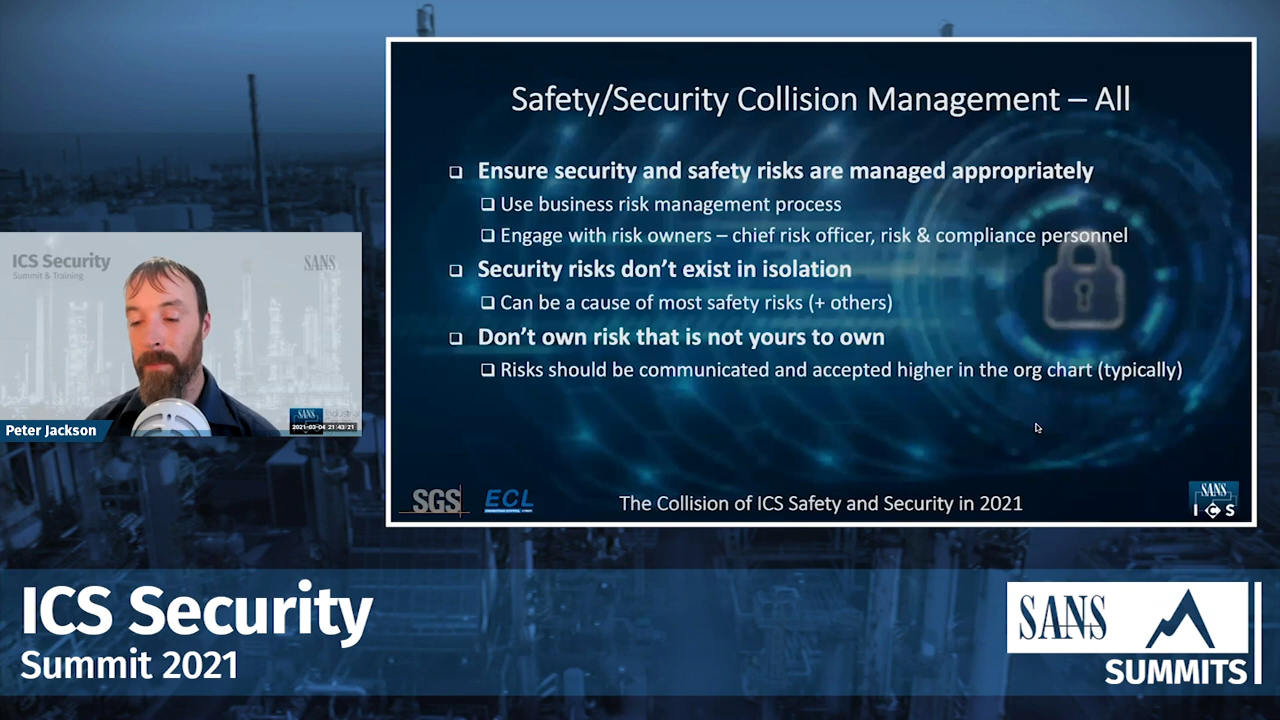 Safety/Security Collision Management – All
Ensure security and safety risks are managed appropriately
Use business risk management process
Engage with risk owners – chief risk officer, risk & compliance personnel
Security risks don't exist in isolation
Can be a cause of most safety risks (+ others)
Don't own risk that is not yours to own
Risks should be communicated and accepted higher in the org chart (typically)
SGS
ECL
The Collision of ICS Safety and Security in 2021
SANS
ICS
ICS Security
Summit & Training
SANS
SANS
Industrial
2021-03-04 21:43:21
Peter Jackson
ICS Security
Summit 2021
SANS
SUMMITS